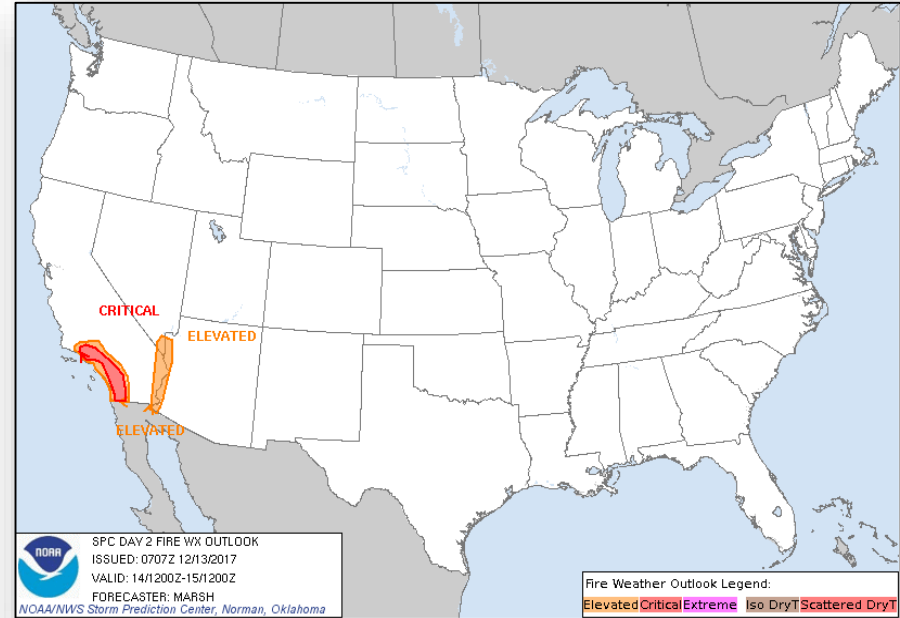 CRITICAL
ELEVATED
ELEVATED
NOAA
SPC DAY 2 FIRE WX OUTLOOK
ISSUED: 0707Z 12/13/2017
VALID: 14/1200Z-15/1200Z
FORECASTER: MARSH
NOAA/NWS Storm Prediction Center, Norman, Oklahoma
Fire Weather Outlook Legend:
Elevated Critical Extreme Iso DryT Scattered DryT